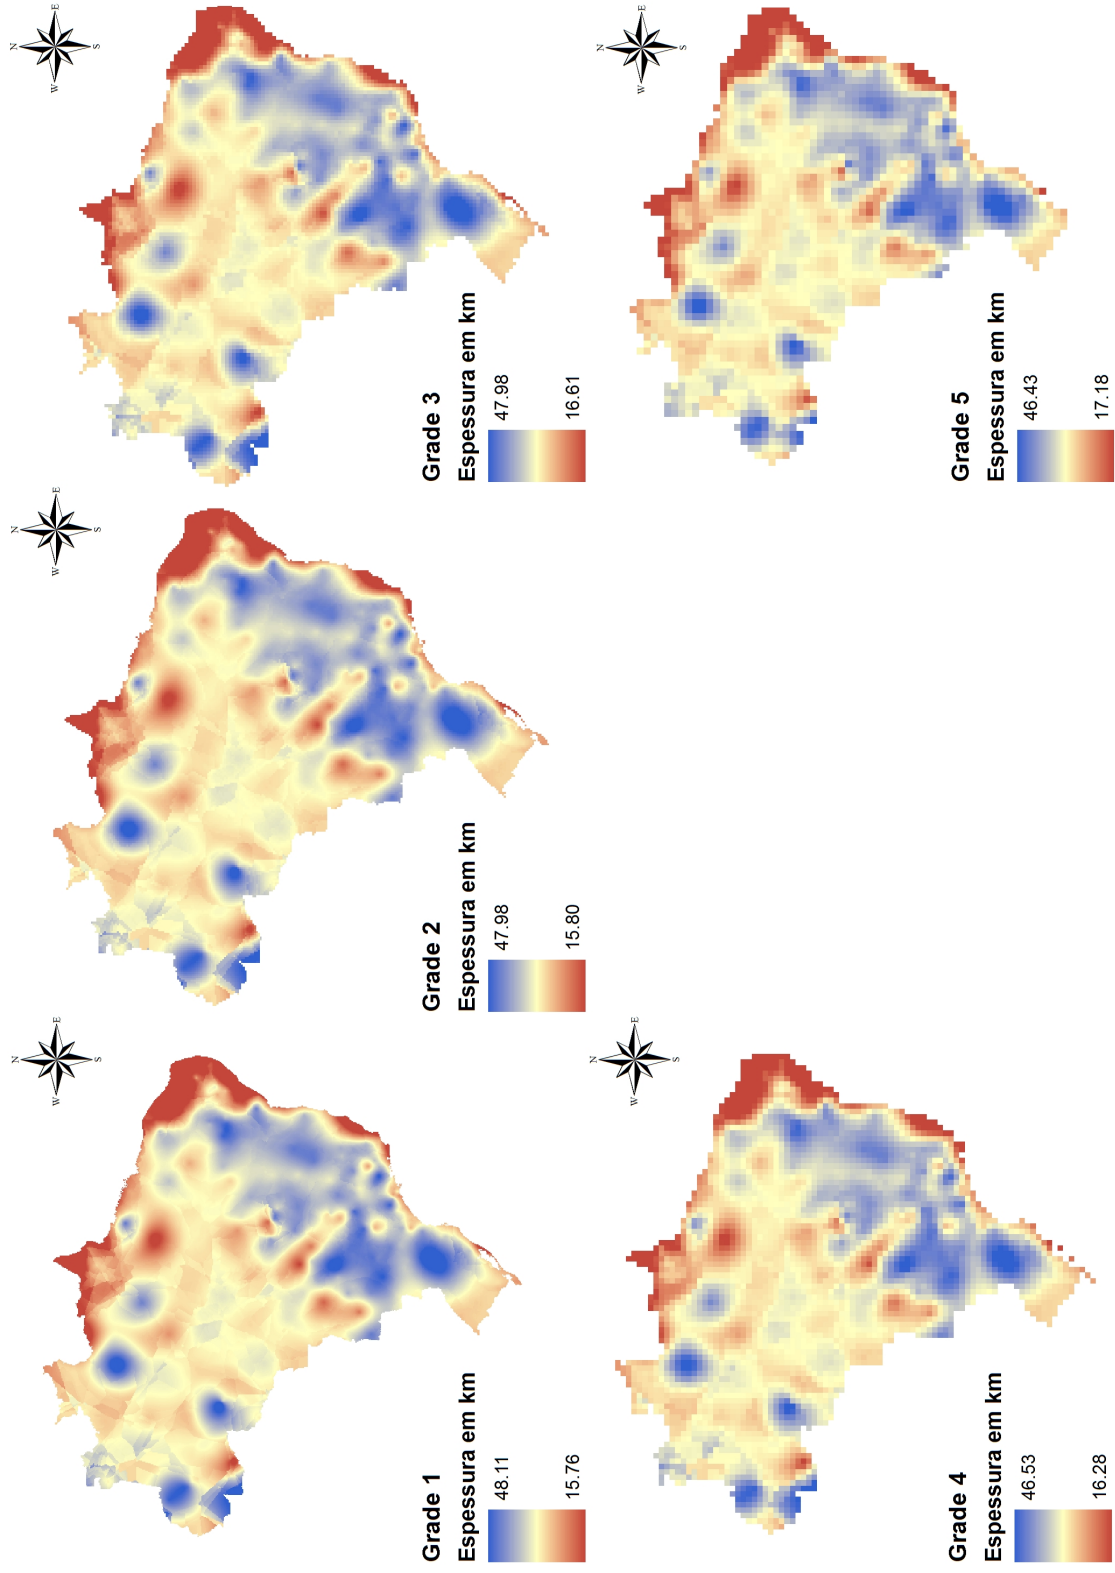 N
W
E
S
Grade 1
Espessura em km
48.11
15.76
N
W
E
S
Grade 2
Espessura em km
47.98
15.80
N
W
E
S
Grade 3
Espessura em km
47.98
16.61
N
W
E
S
Grade 4
Espessura em km
46.53
16.28
N
W
E
S
Grade 5
Espessura em km
46.43
17.18